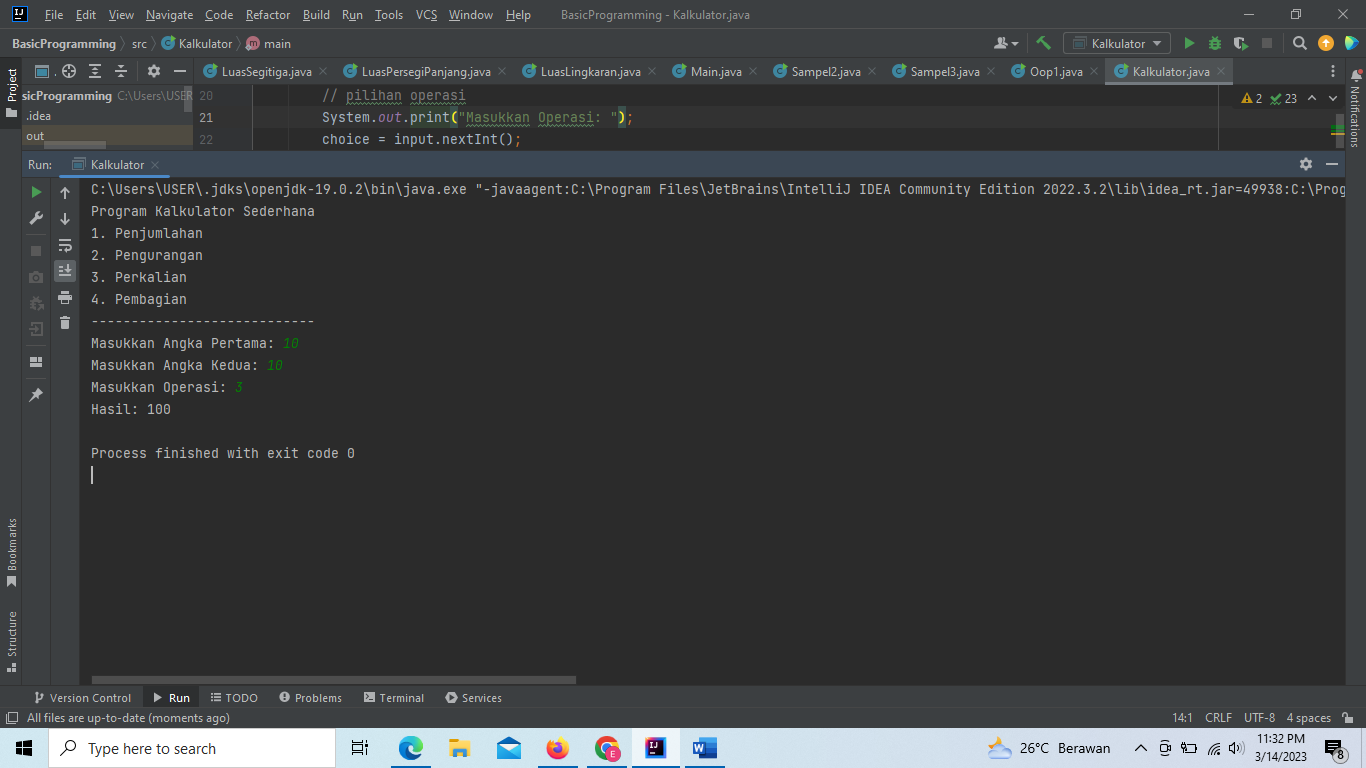 File Edit View Navigate Code Refactor Build Run Tools VCS Window Help BasicProgramming - Kalkulator.java
BasicProgramming src Kalkulator main Kalkulator
LuasSegitiga.java LuasPersegiPanjang.java LuasLingkaran.java Main.java Sampel2.java Sampel3.java Oop1.java Kalkulator.java
Project
Notifications
sicProgramming C:\Users\USER
.idea
out
20 // pilihan operasi
21 System.out.print("Masukkan Operasi: ");
22 choice = input.nextInt();
2 23
Run: Kalkulator
C:\Users\USER\.jdks\openjdk-19.0.2\bin\java.exe "-javaagent:C:\Program Files\JetBrains\IntelliJ IDEA Community Edition 2022.3.2\lib\idea_rt.jar=49938:C:\Prog
Program Kalkulator Sederhana
1. Penjumlahan
2. Pengurangan
3. Perkalian
4. Pembagian
----------------------------
Masukkan Angka Pertama: 10
Masukkan Angka Kedua: 10
Masukkan Operasi: 3
Hasil: 100
Process finished with exit code 0
Bookmarks
Structure
Version Control Run TODO Problems Terminal Services
All files are up-to-date (moments ago) 14:1 CRLF UTF-8 4 spaces
Type here to search 26°C Berawan 11:32 PM
3/14/2023 8